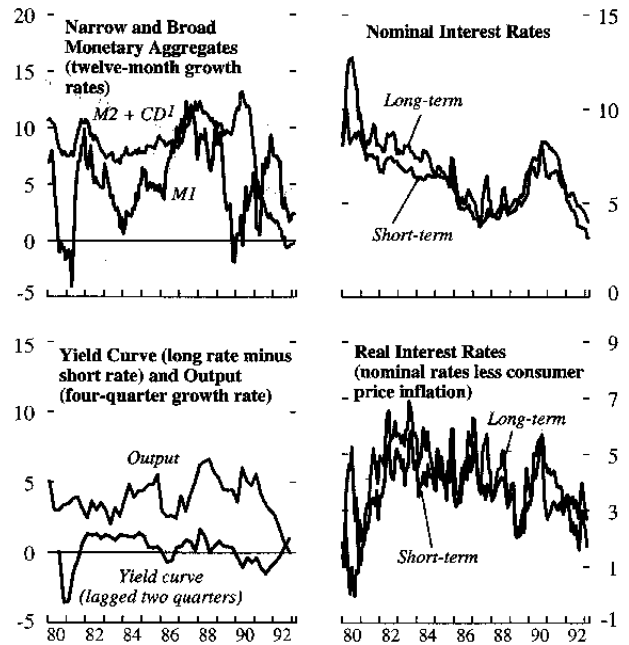 20
Narrow and Broad
Monetary Aggregates
(twelve-month growth
rates)
M2 + CD1
M1
15
10
5
0
-5
Nominal Interest Rates
Long-term
Short-term
15
10
5
0
15
Yield Curve (long rate minus
short rate) and Output
(four-quarter growth rate)
10
Output
5
0
Yield curve
(lagged two quarters)
-5
80 82 84 86 88 90 92
Real Interest Rates
(nominal rates less consumer
price inflation)
Long-term
Short-term
9
7
5
3
1
-1
80 82 84 86 88 90 92